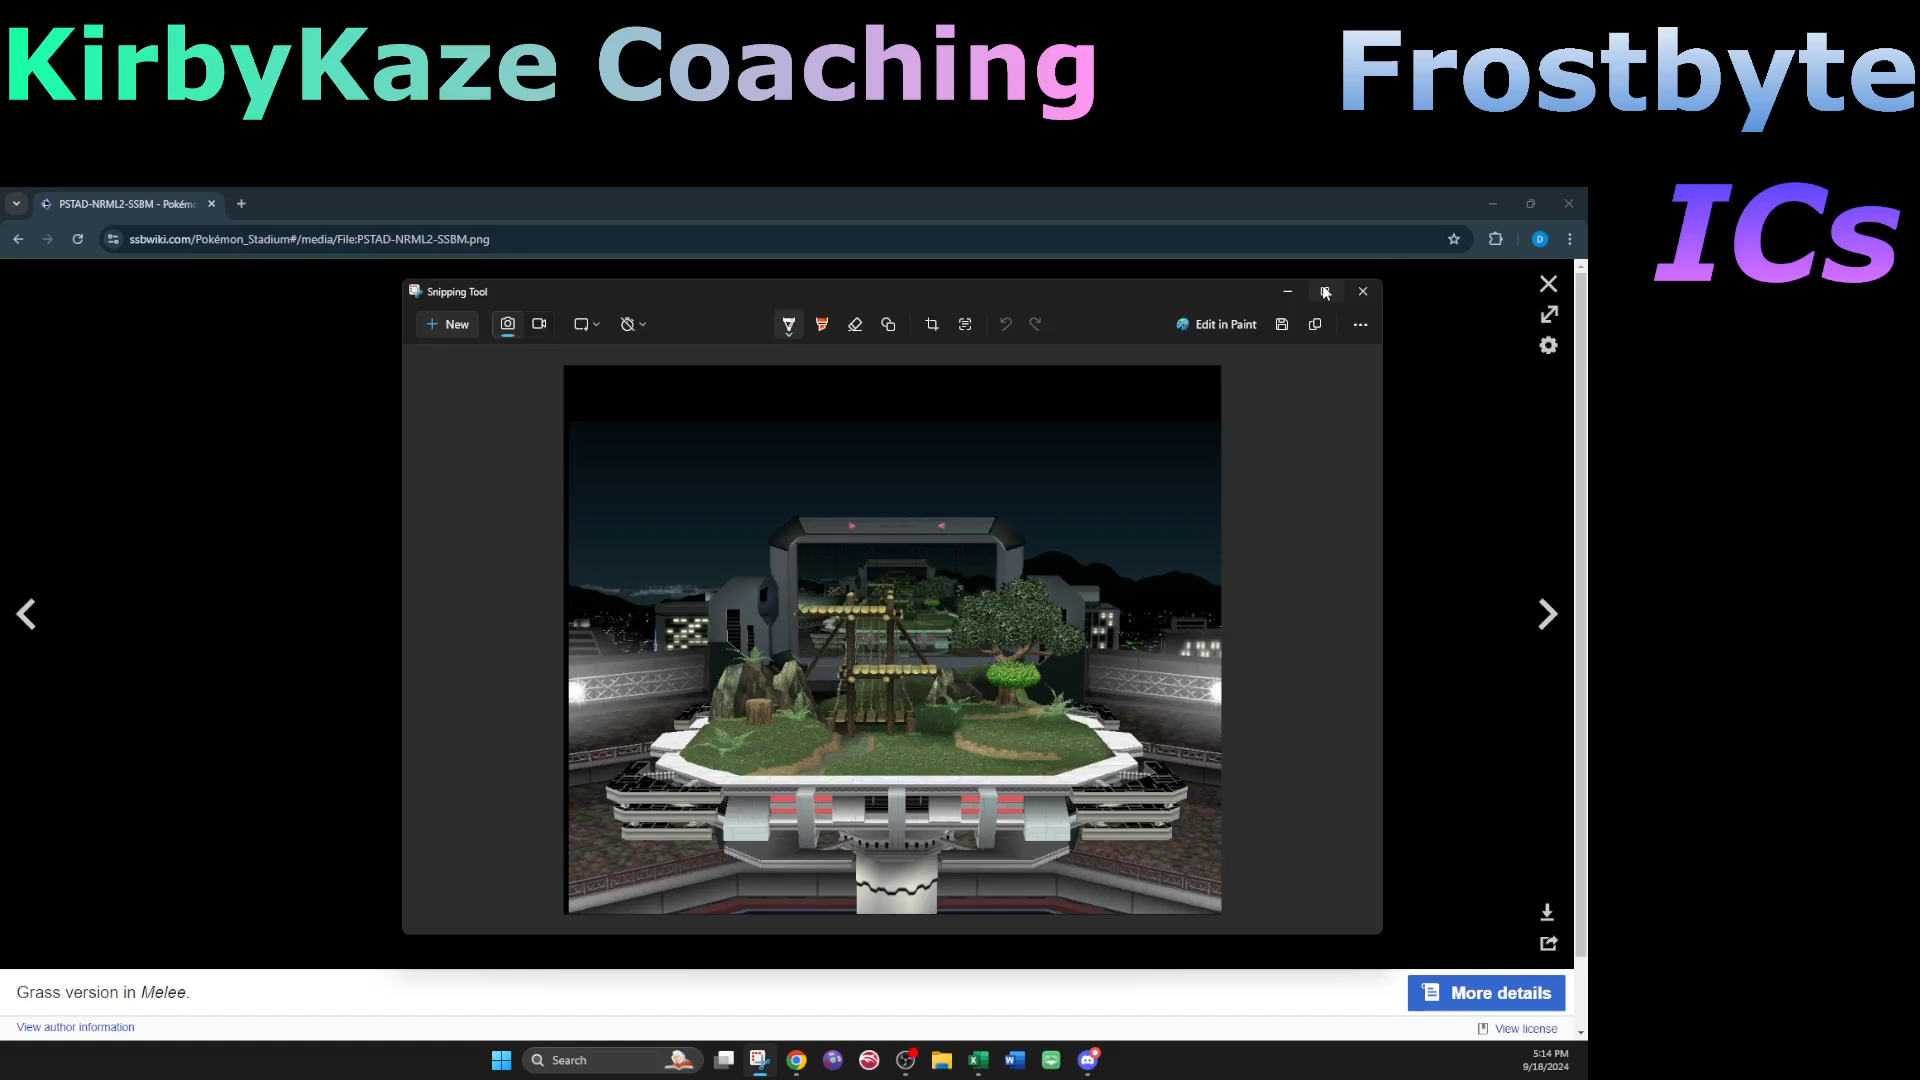 KirbyKaze Coaching
Frostbyte
ICs
PSTAD-NRML2-SSBM - Pokémo
ssbwiki.com/Pokémon_Stadium#/media/File:PSTAD-NRML2-SSBM.png
D
Snipping Tool
New
Edit in Paint
Grass version in Melee.
More details
View author information
View license
Search
5:14 PM
9/18/2024